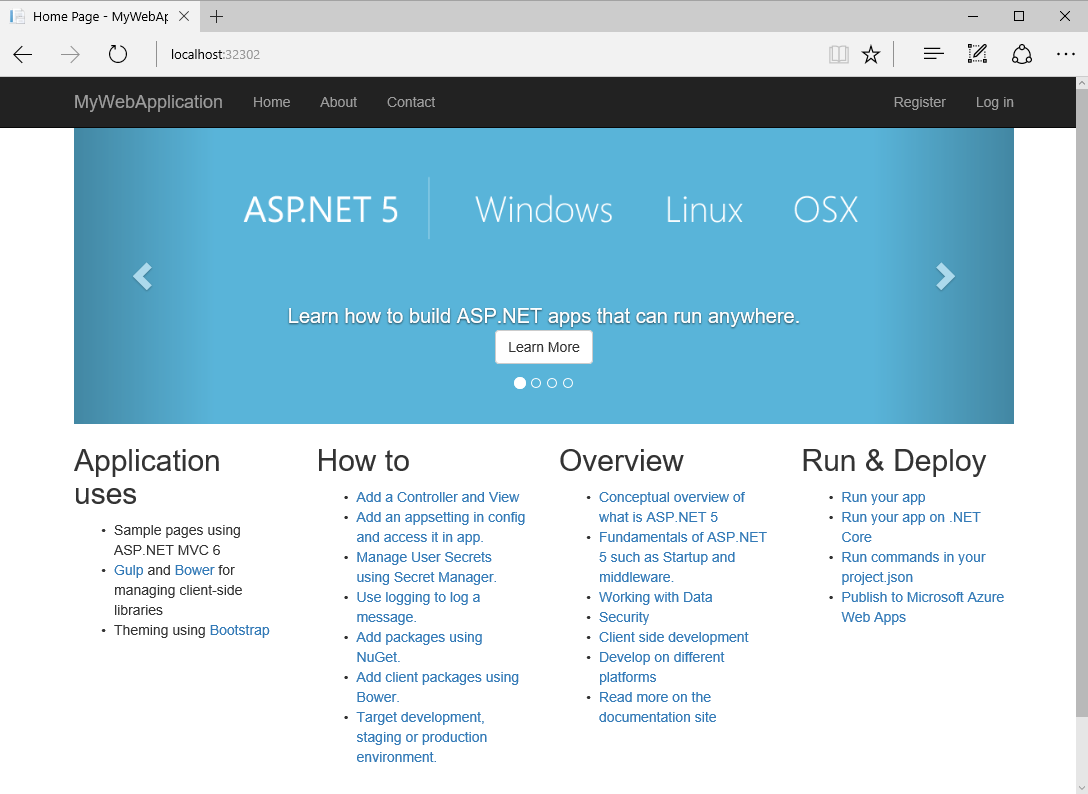 Home Page - MyWebAp
localhost:32302
MyWebApplication Home About Contact Register Log in
ASP.NET 5 Windows Linux OSX
Learn how to build ASP.NET apps that can run anywhere.
Learn More
Application
uses
Sample pages using
ASP.NET MVC 6
Gulp and Bower for
managing client-side
libraries
Theming using Bootstrap
How to
Add a Controller and View
Add an appsetting in config
and access it in app.
Manage User Secrets
using Secret Manager.
Use logging to log a
message.
Add packages using
NuGet.
Add client packages using
Bower.
Target development,
staging or production
environment.
Overview
Conceptual overview of
what is ASP.NET 5
Fundamentals of ASP.NET
5 such as Startup and
middleware.
Working with Data
Security
Client side development
Develop on different
platforms
Read more on the
documentation site
Run & Deploy
Run your app
Run your app on .NET
Core
Run commands in your
project.json
Publish to Microsoft Azure
Web Apps